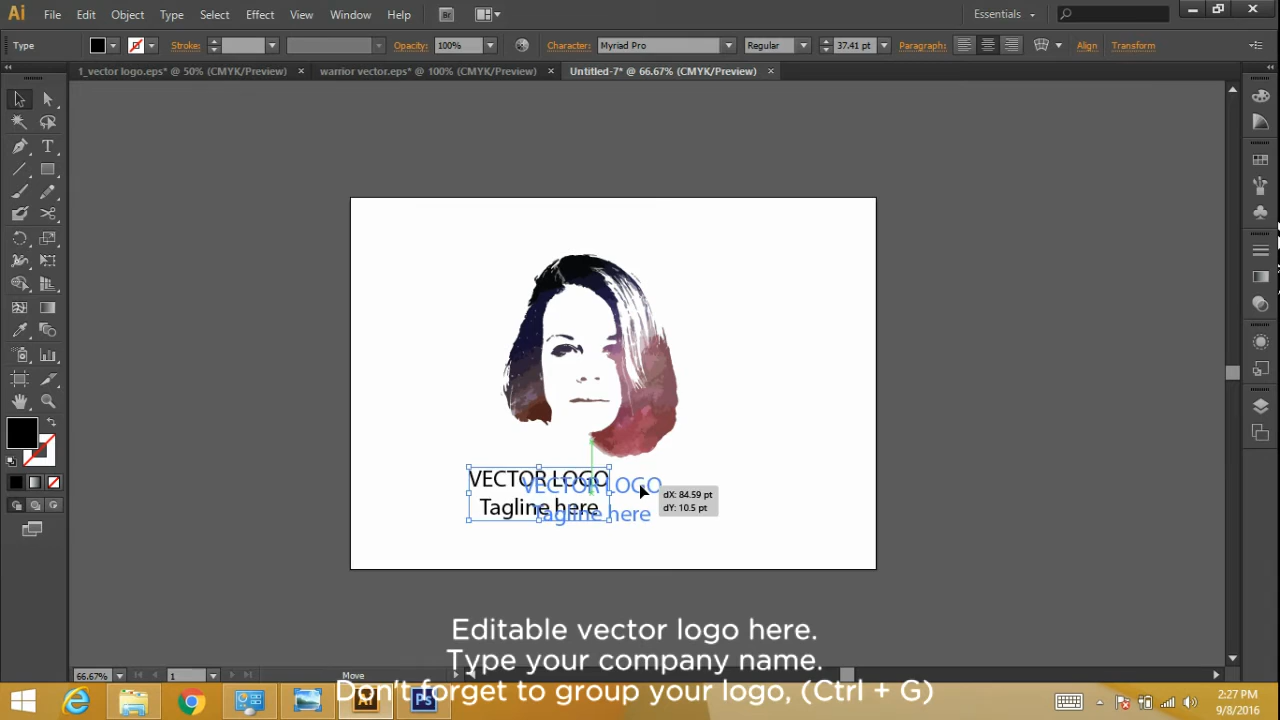 Ai File Edit Object Type Select Effect View Window Help Br Essentials
Type Stroke: Opacity: 100% Character: Myriad Pro Regular 37.41 pt Paragraph: Align Transform
1_vector logo.eps* @ 50% (CMYK/Preview) × warrior vector.eps* @ 100% (CMYK/Preview) × Untitled-7* @ 66.67% (CMYK/Preview) ×
VECTOR LOGO
VECTOR LOGO
dX: 84.59 pt
dY: 10.5 pt
Tagline here
Tagline here
Editable vector logo here.
Type your company name.
66.67% 1 Move
Don't forget to group your logo, (Ctrl + G)
Ai Ps
2:27 PM
9/8/2016